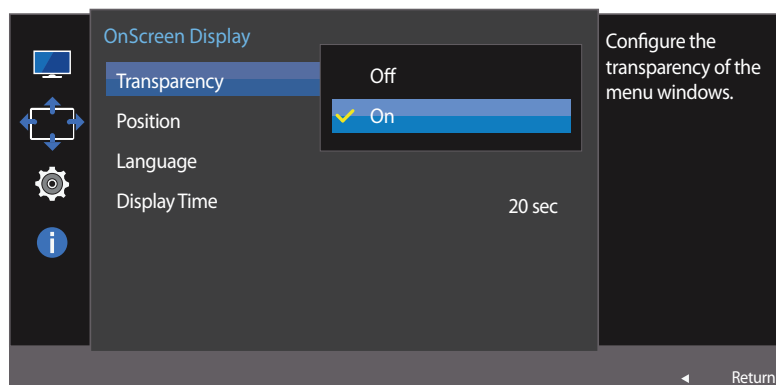 OnScreen Display
Transparency
Off
On
Position
Language
Display Time
20 sec
Configure the
transparency of the
menu windows.
Return